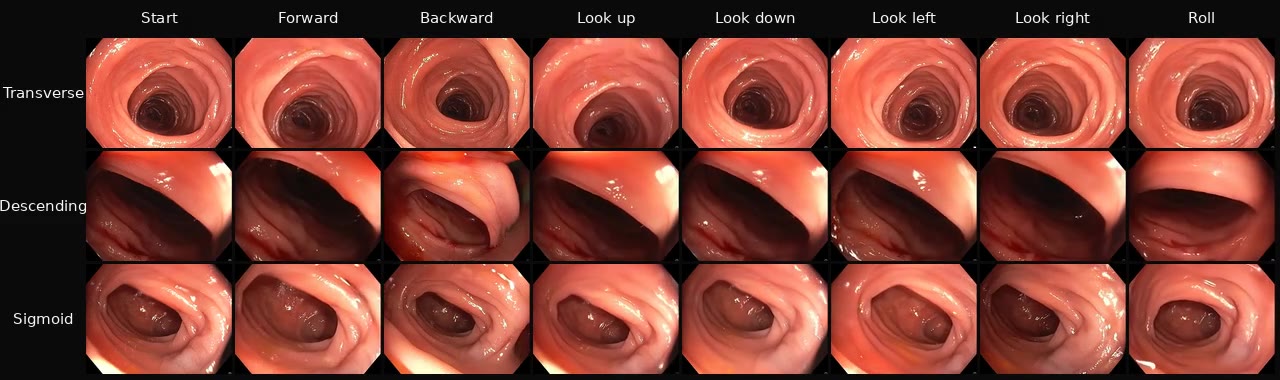 Start Forward Backward Look up Look down Look left Look right Roll
Transverse
Descending
Sigmoid